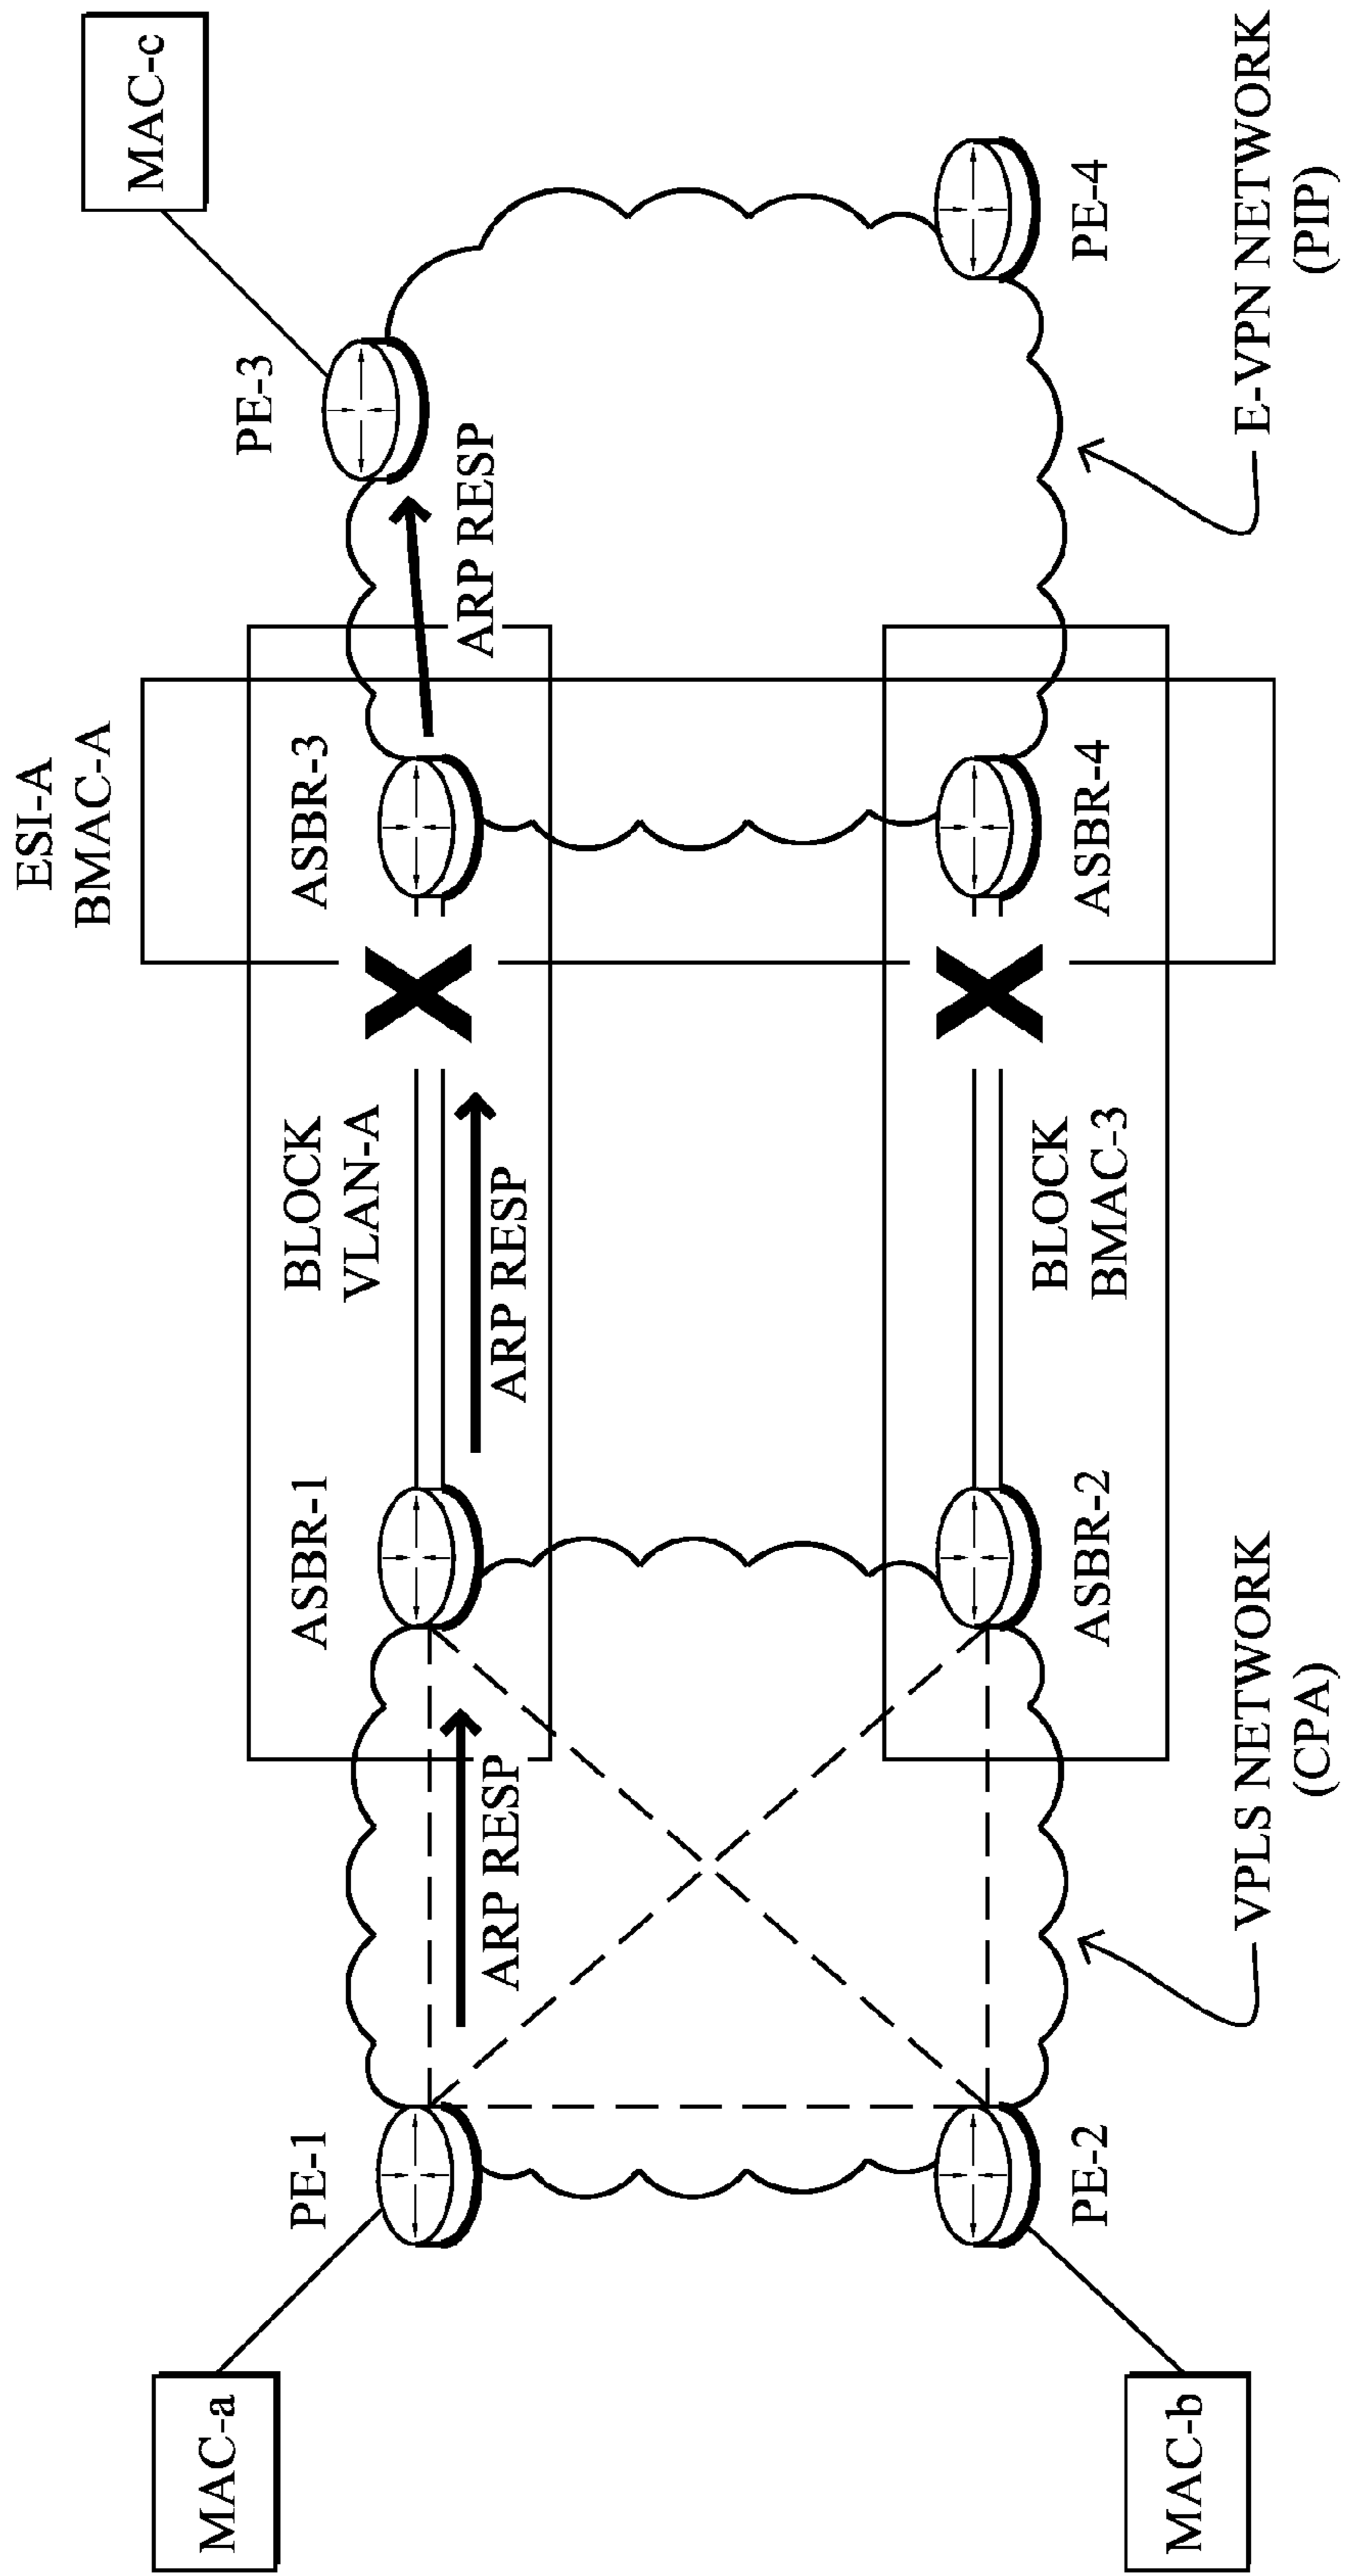 ESI-A
BMAC-A
MAC-c
PE-3
ASBR-3
ASBR-1
PE-1
MAC-a
BLOCK
VLAN-A
ARP RESP
ARP RESP
ARP RESP
BLOCK
BMAC-3
PE-2
ASBR-2
ASBR-4
PE-4
MAC-b
VPLS NETWORK
(CPA)
E-VPN NETWORK
(PIP)